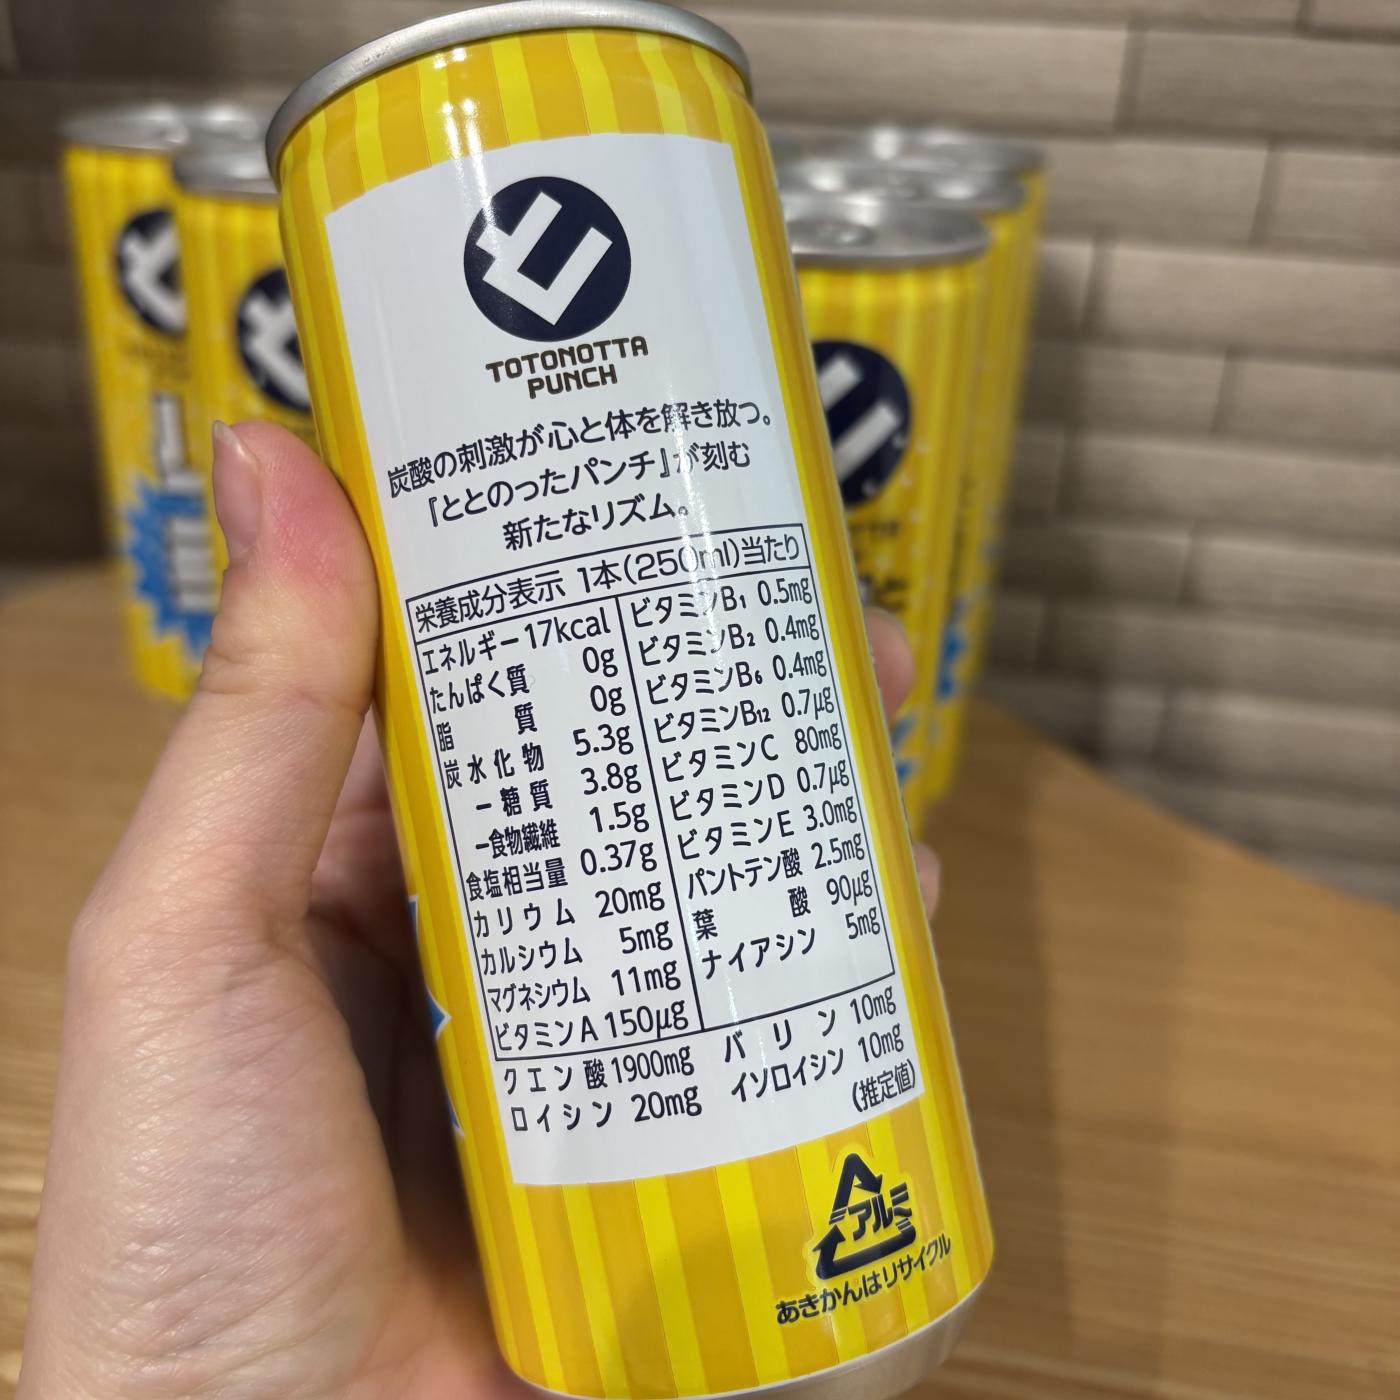 と
TOTONOTTA
PUNCH
炭酸の刺激が心と体を解き放つ。
『ととのったパンチ』が刻む
新たなリズム。
栄養成分表示 1本(250ml)当たり
エネルギー 17kcal
たんぱく質 0g
脂質 0g
炭水化物 5.3g
ー糖質 3.8g
ー食物繊維 1.5g
食塩相当量 0.37g
カリウム 20mg
カルシウム 5mg
マグネシウム 11mg
ビタミンA 150μg
ビタミンB1 0.5mg
ビタミンB2 0.4mg
ビタミンB6 0.4mg
ビタミンB12 0.7μg
ビタミンC 80mg
ビタミンD 0.7μg
ビタミンE 3.0mg
パントテン酸 2.5mg
葉酸 90μg
ナイアシン 5mg
クエン酸 1900mg バリン 10mg
ロイシン 20mg イソロイシン 10mg
(推定値)
アルミ
あきかんはリサイクル